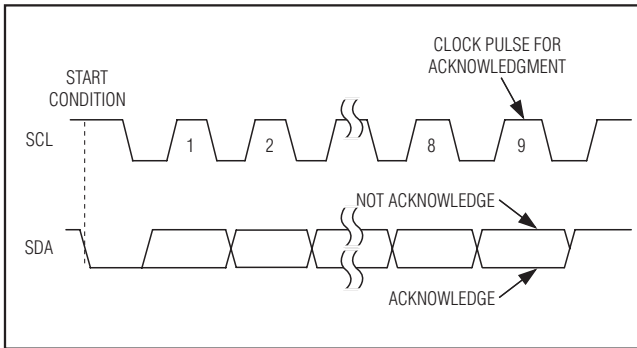 CLOCK PULSE FOR
ACKNOWLEDGMENT
START
CONDITION
SCL
1
2
8
9
NOT ACKNOWLEDGE
SDA
ACKNOWLEDGE